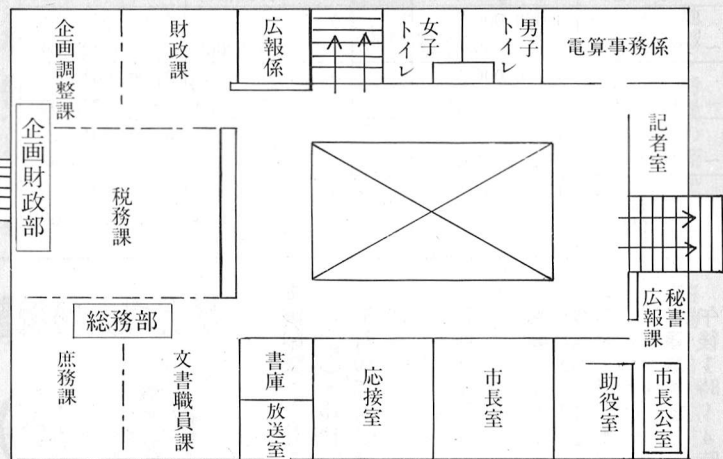 企画調整課
財政課
広報係
女子トイレ
男子トイレ
電算事務係
企画財政部
税務課
記者室
総務部
秘書広報課
庶務課
文書職員課
書庫
放送室
応接室
市長室
助役室
市長公室